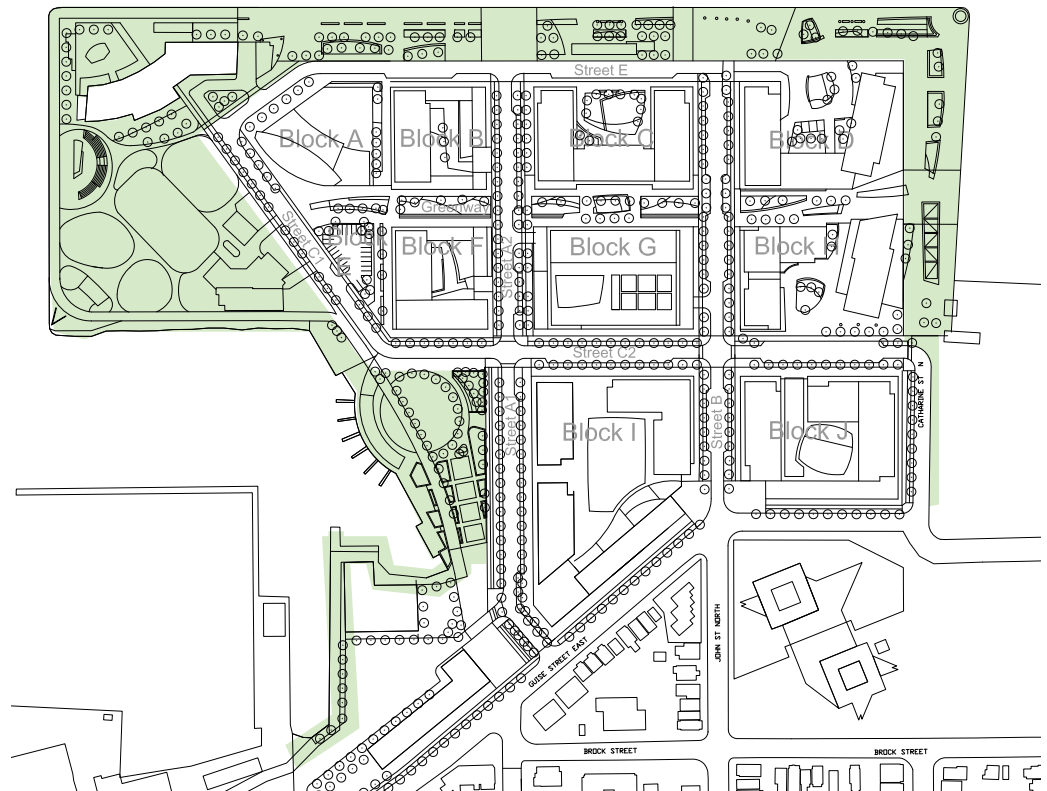 Street E
Block A
Block B
Block C
Block D
Greenway
Street C1
Block
E
Block F
Street A2
Block G
Block H
Street C2
Street A1
Block I
Street B
Block J
CATHARINE ST N
JOHN ST NORTH
GUISE STREET EAST
BROCK STREET
BROCK STREET